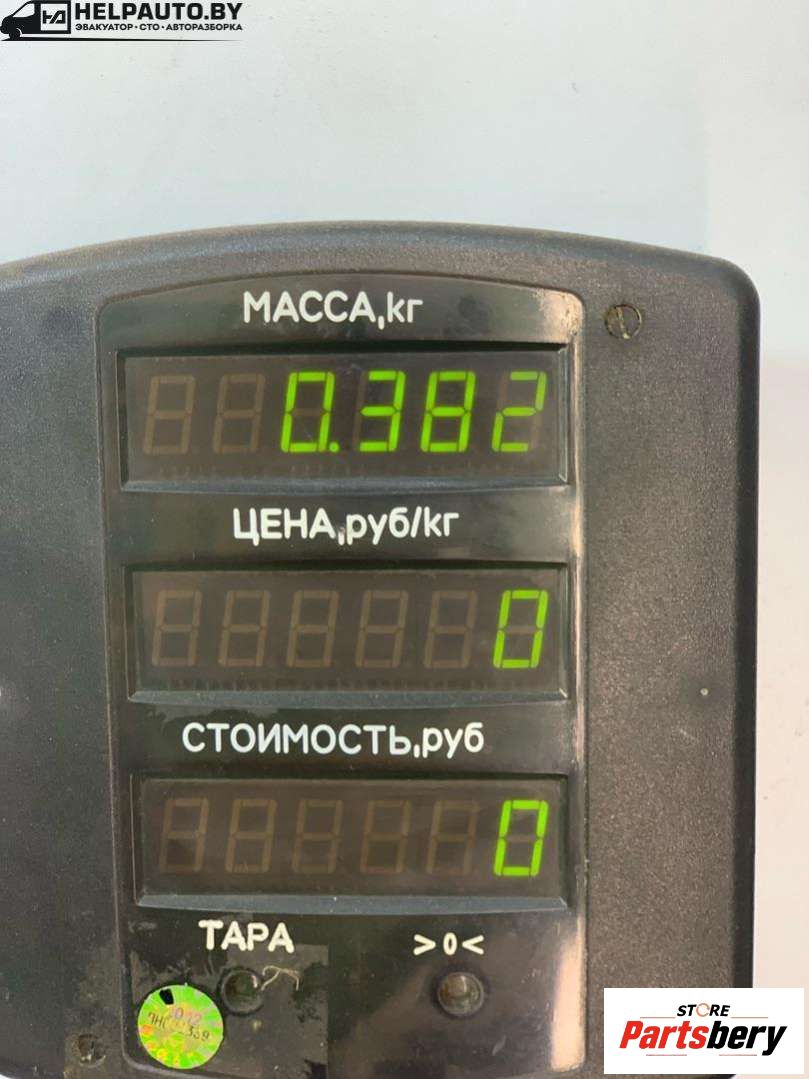 HELPAUTO.BY
ЭВАКУАТОР • СТО • АВТОРАЗБОРКА
МАССА,кг
0.382
ЦЕНА,руб/кг
0
СТОИМОСТЬ,руб
0
ТАРА >0<
STORE
Partsbery